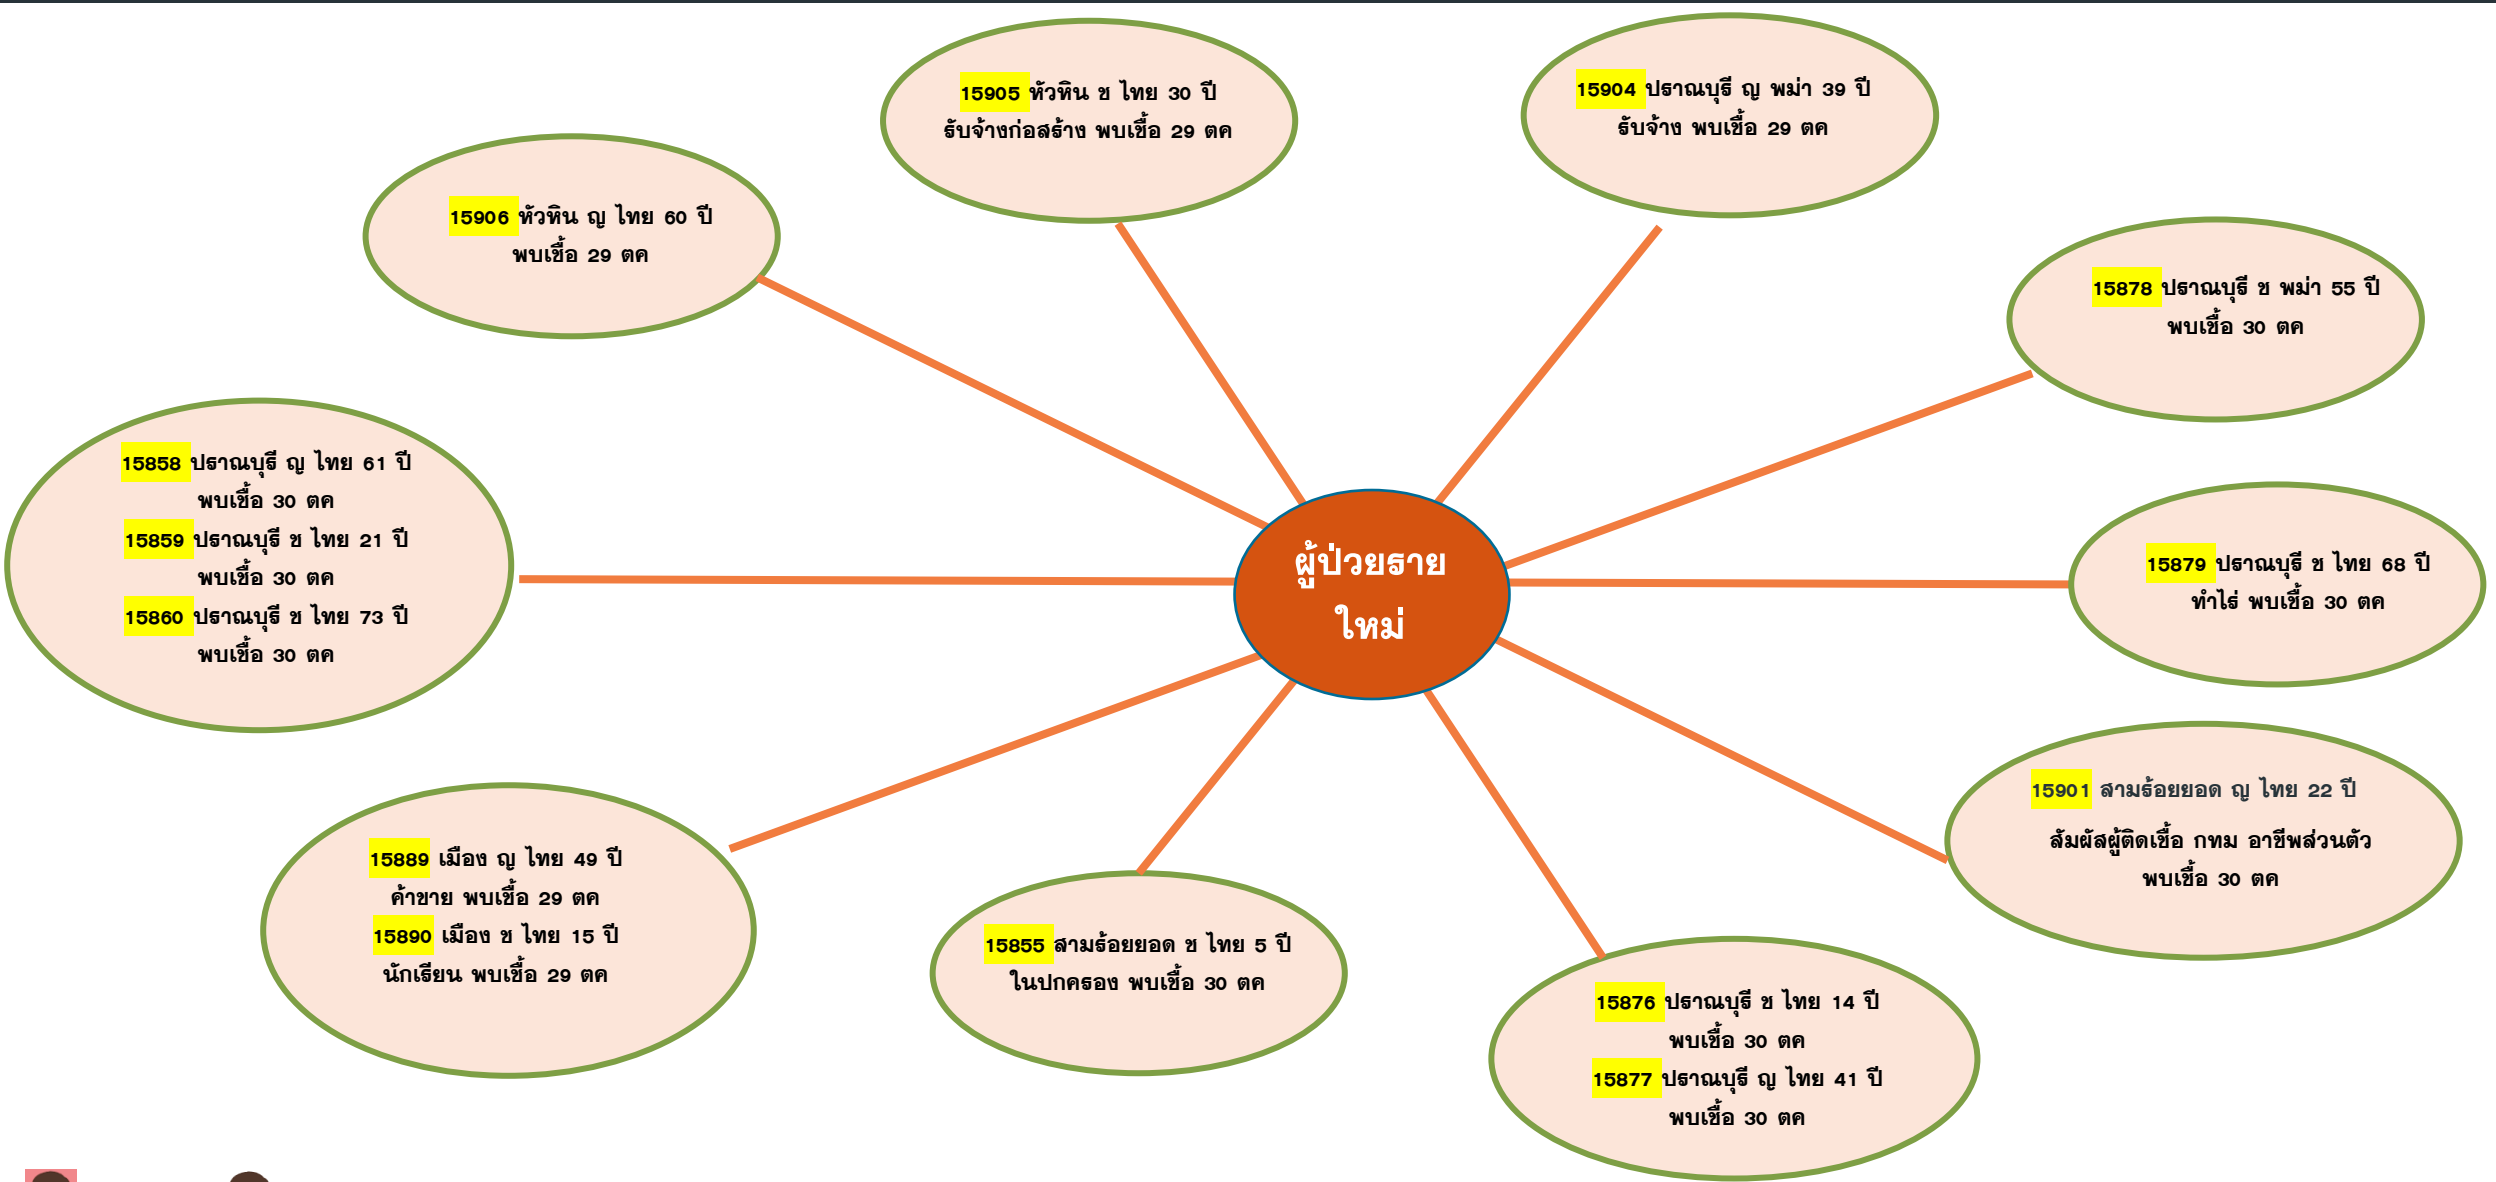 15905 หัวหิน ช ไทย 30 ปี
รับจ้างก่อสร้าง พบเชื้อ 29 ตค
15904 ปราณบุรี ญ พม่า 39 ปี
รับจ้าง พบเชื้อ 29 ตค
15906 หัวหิน ญ ไทย 60 ปี
พบเชื้อ 29 ตค
15878 ปราณบุรี ช พม่า 55 ปี
พบเชื้อ 30 ตค
15858 ปราณบุรี ญ ไทย 61 ปี
พบเชื้อ 30 ตค
15859 ปราณบุรี ช ไทย 21 ปี
พบเชื้อ 30 ตค
15860 ปราณบุรี ช ไทย 73 ปี
พบเชื้อ 30 ตค
ผู้ป่วยราย
ใหม่
15879 ปราณบุรี ช ไทย 68 ปี
ทำไร่ พบเชื้อ 30 ตค
15901 สามร้อยยอด ญ ไทย 22 ปี
สัมผัสผู้ติดเชื้อ กทม อาชีพส่วนตัว
พบเชื้อ 30 ตค
15889 เมือง ญ ไทย 49 ปี
ค้าขาย พบเชื้อ 29 ตค
15890 เมือง ช ไทย 15 ปี
นักเรียน พบเชื้อ 29 ตค
15855 สามร้อยยอด ช ไทย 5 ปี
ในปกครอง พบเชื้อ 30 ตค
15876 ปราณบุรี ช ไทย 14 ปี
พบเชื้อ 30 ตค
15877 ปราณบุรี ญ ไทย 41 ปี
พบเชื้อ 30 ตค